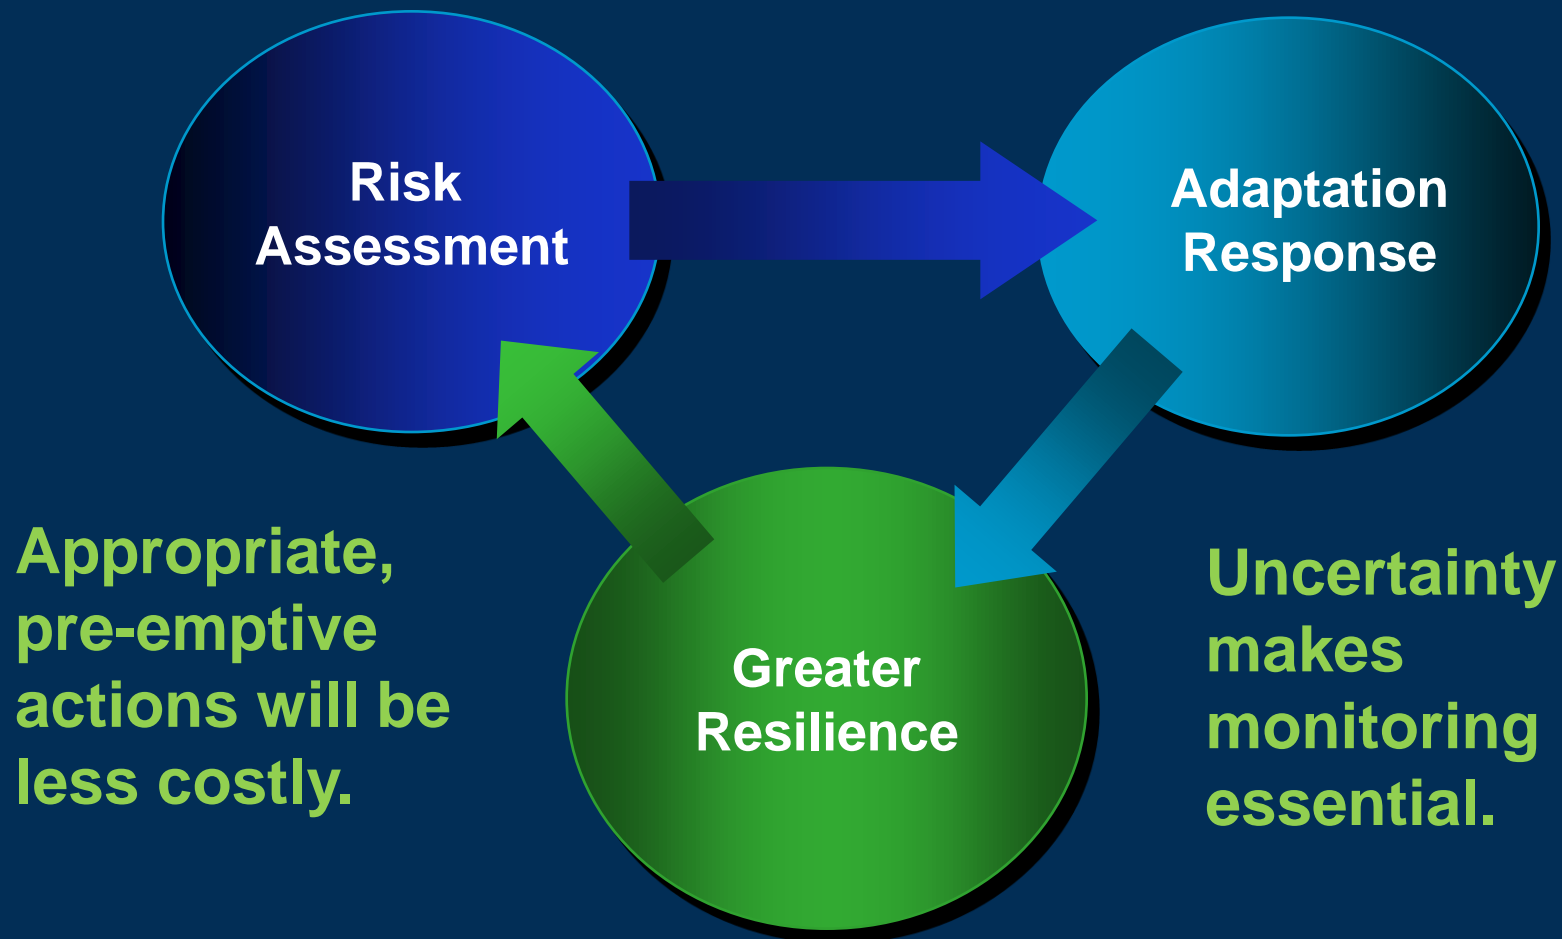 Risk
Assessment
Adaptation
Response
Appropriate,
pre-emptive
actions will be
less costly.
Greater
Resilience
Uncertainty
makes
monitoring
essential.